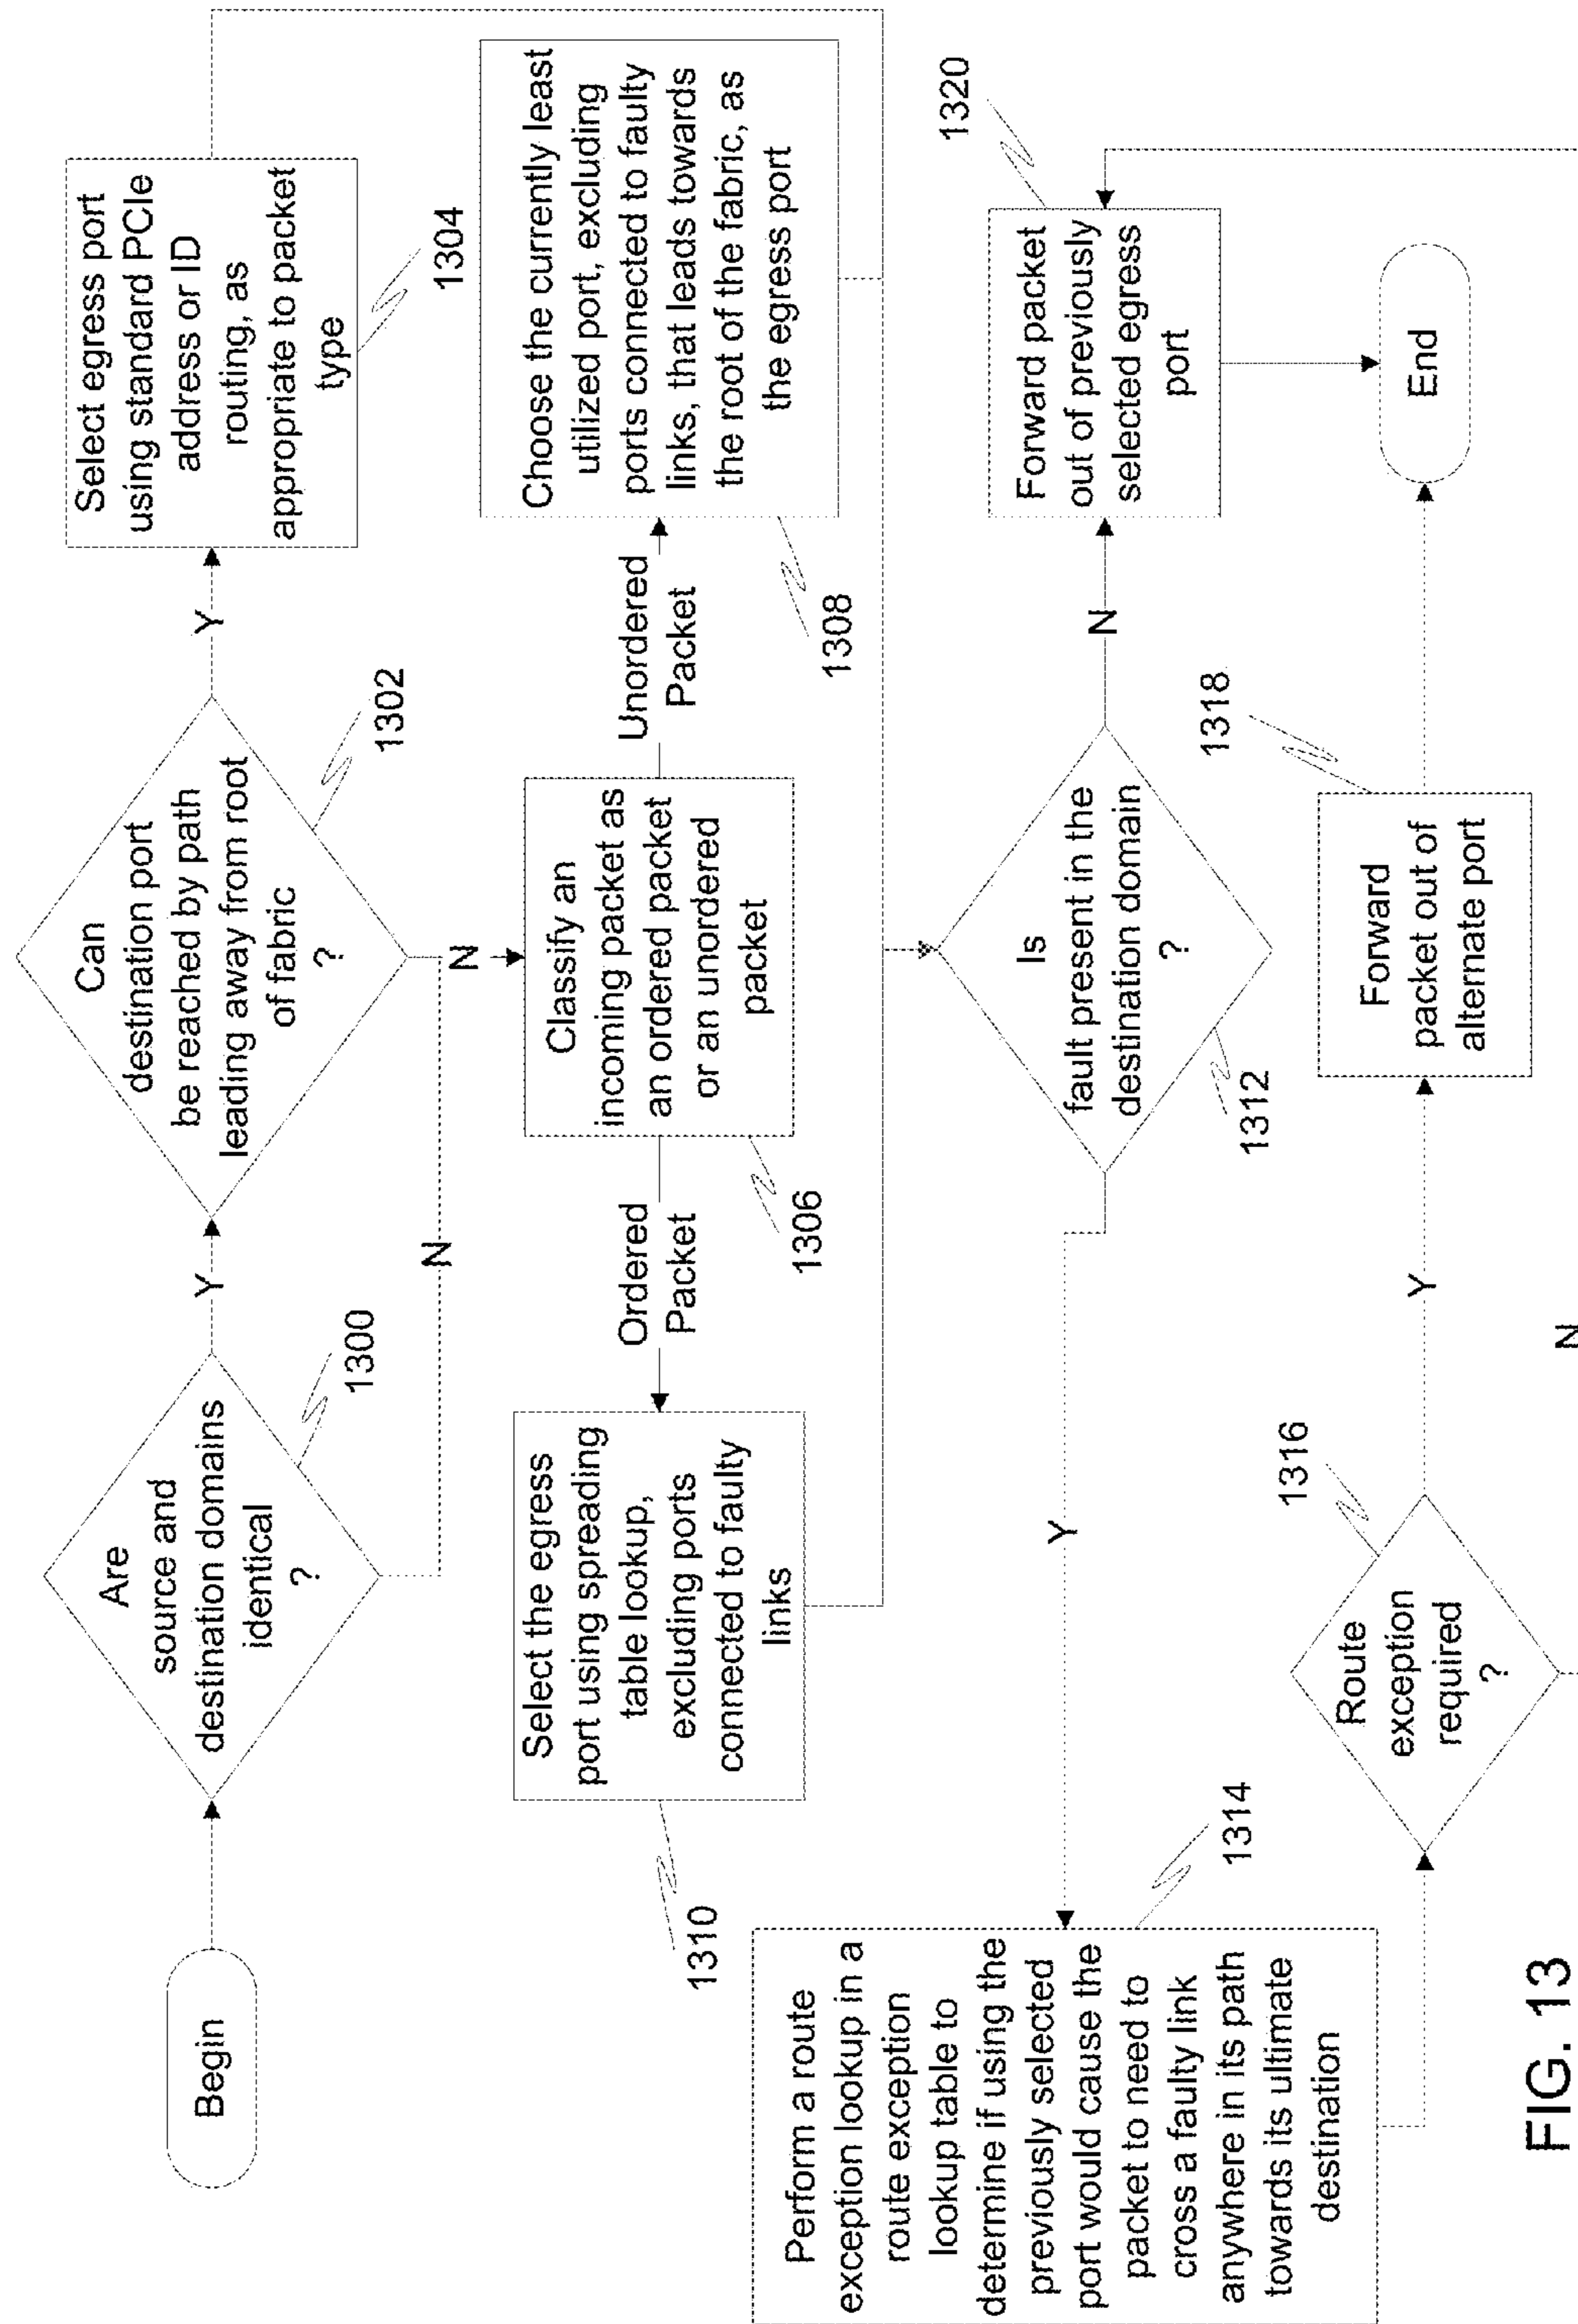 Begin
Are
source and
destination domains
identical
?
1300
Y
N
Can
destination port
be reached by path
leading away from root
of fabric
?
1302
Y
N
Select egress port
using standard PCIe
address or ID
routing, as
appropriate to packet
type
1304
Select the egress
port using spreading
table lookup,
excluding ports
connected to faulty
links
1310
Ordered
Packet
Classify an
incoming packet as
an ordered packet
or an unordered
packet
1306
Unordered
Packet
Choose the currently least
utilized port, excluding
ports connected to faulty
links, that leads towards
the root of the fabric, as
the egress port
1308
Perform a route
exception lookup in a
route exception
lookup table to
determine if using the
previously selected
port would cause the
packet to need to
cross a faulty link
anywhere in its path
towards its ultimate
destination
1314
Y
Is
fault present in the
destination domain
?
1312
N
Forward packet
out of previously
selected egress
port
1320
Route
exception
required
?
1316
Y
Forward
packet out of
alternate port
1318
End
N
FIG. 13